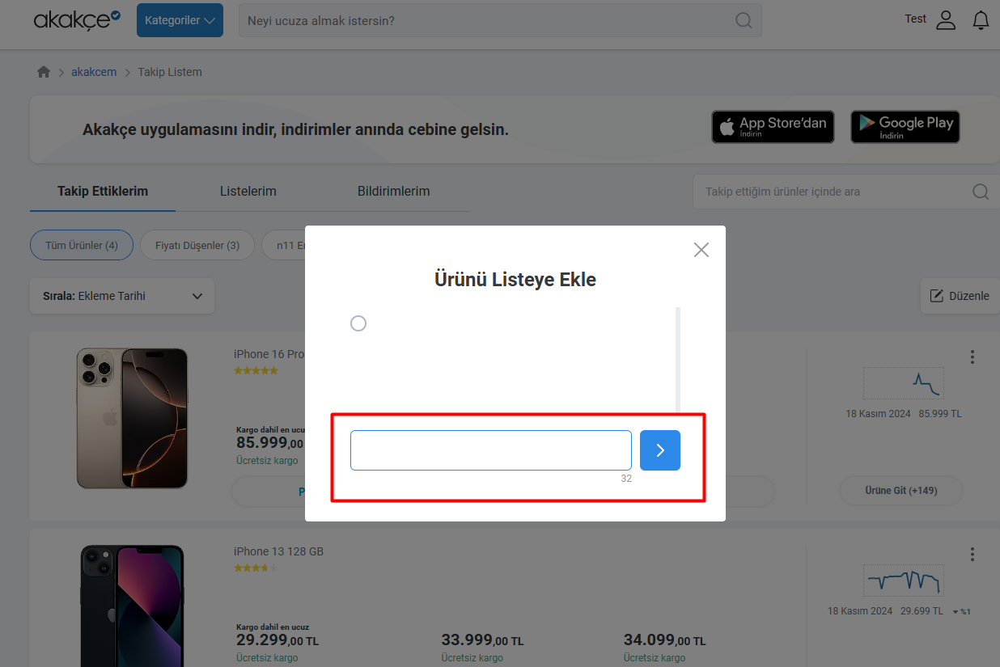 akakçe
Kategoriler
Neyi ucuza almak istersin?
Test
akakcem
Takip Listem
Akakçe uygulamasını indir, indirimler anında cebine gelsin.
App Store’dan
indirin
Google Play
İndirin
Takip Ettiklerim
Listelerim
Bildirimlerim
Takip ettiğim ürünler içinde ara
Tüm Ürünler (4)
Fiyatı Düşenler (3)
n11
Sırala: Ekleme Tarihi
Düzenle
Ürünü Listeye Ekle
32
iPhone 16 Pro
Kargo dahil en ucuz
85.999,00
Ücretsiz kargo
18 Kasım 2024 85.999 TL
Ürüne Git (+149)
iPhone 13 128 GB
18 Kasım 2024 29.699 TL %1
Kargo dahil en ucuz
29.299,00 TL
Ücretsiz kargo
33.999,00 TL
Ücretsiz kargo
34.099,00 TL
Ücretsiz kargo